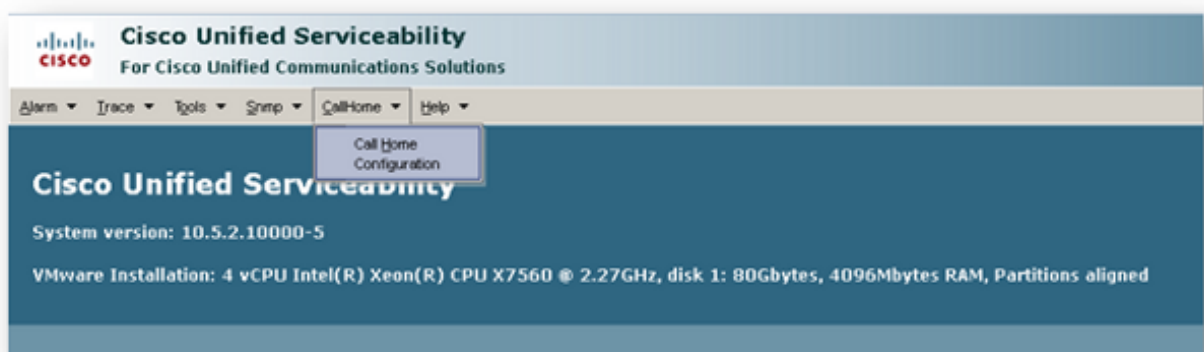 Cisco Unified Serviceability
CISCO
For Cisco Unified Communications Solutions
Alarm Trace Tools Snmp CallHome Help
Call Home
Configuration
Cisco Unified Serviceability
System version: 10.5.2.10000-5
VMware Installation: 4 vCPU Intel(R) Xeon(R) CPU X7560 @ 2.27GHz, disk 1: 80Gbytes, 4096Mbytes RAM, Partitions aligned